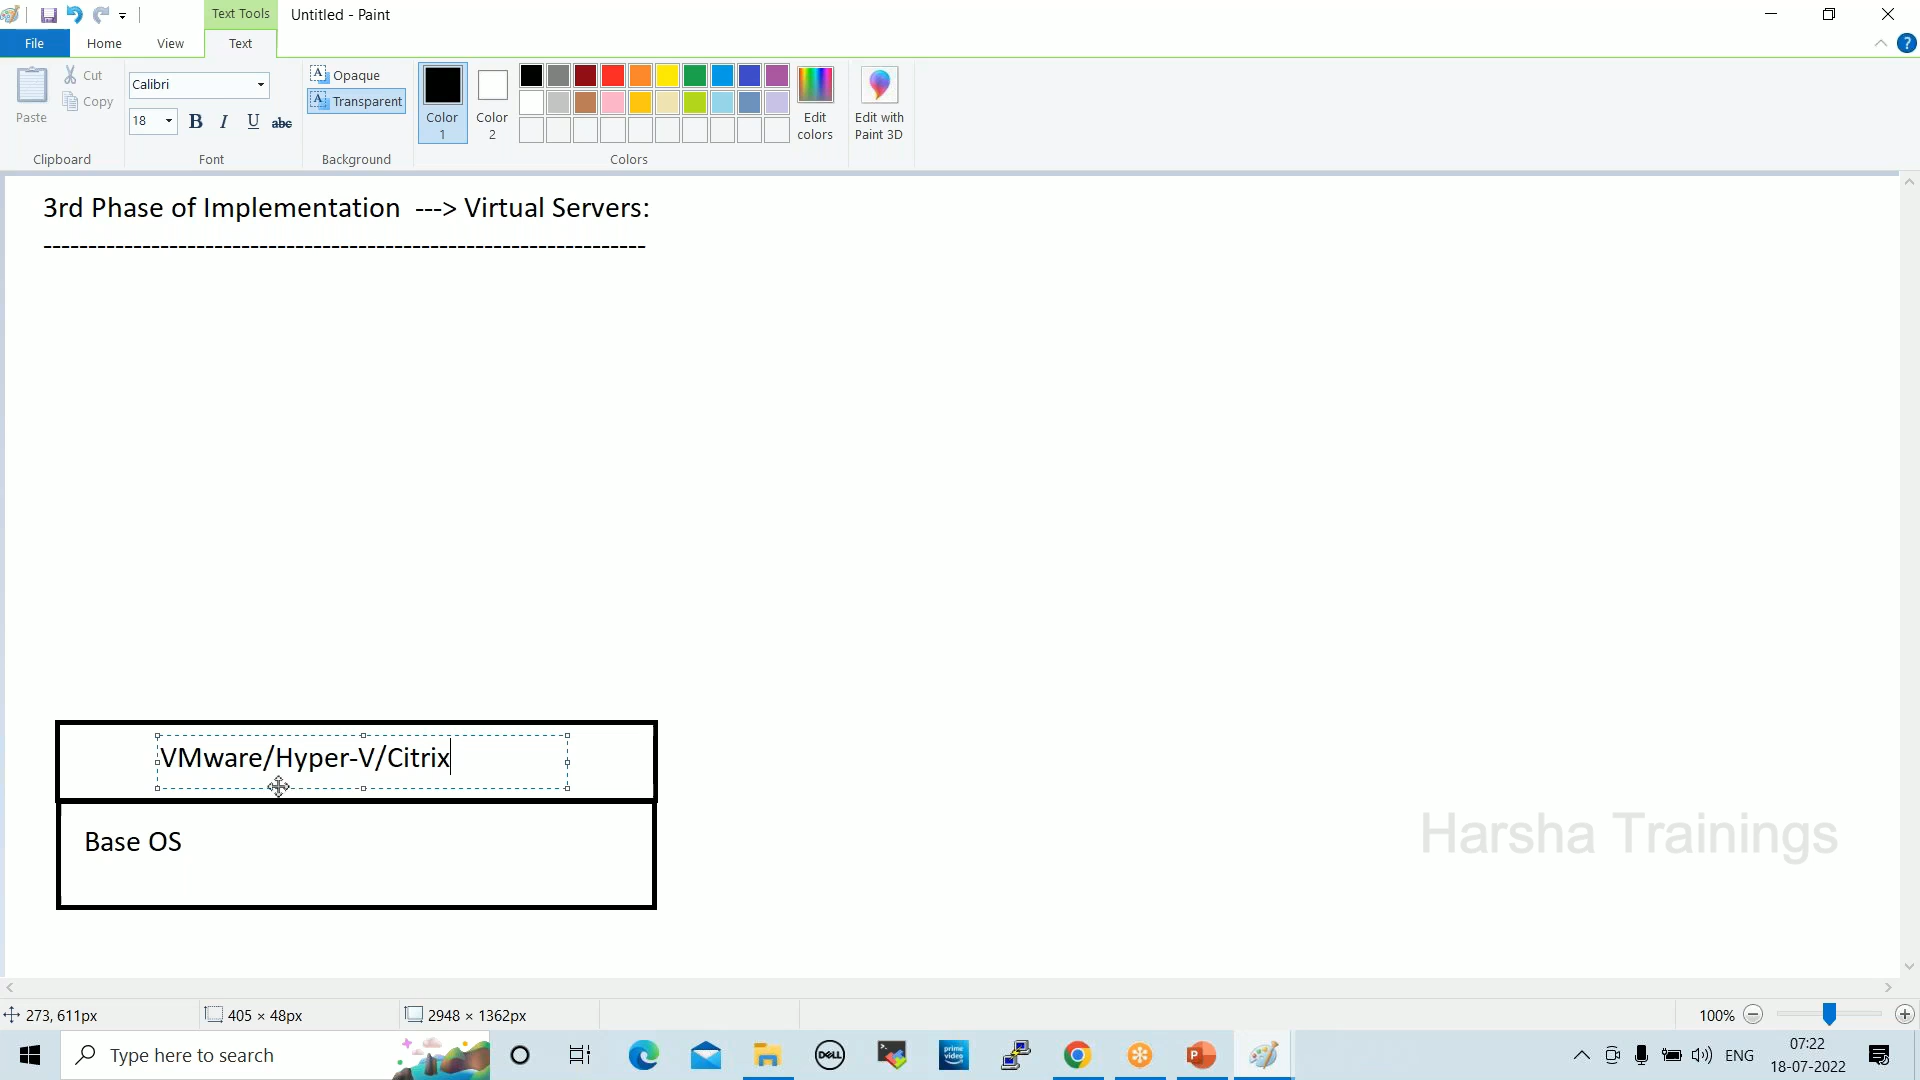 Text Tools
Untitled - Paint
File
Home
View
Text
?
Paste
Cut
Copy
Clipboard
Calibri
18
B
I
U
abc
Font
A Opaque
A Transparent
Background
Color
1
Color
2
Edit
colors
Colors
Edit with
Paint 3D
3rd Phase of Implementation ---> Virtual Servers:
-------------------------------------------------------------------
VMware/Hyper-V/Citrix
Base OS
Harsha Trainings
273, 611px
405 × 48px
2948 × 1362px
100%
Type here to search
DELL
prime
video
P
ENG
07:22
18-07-2022